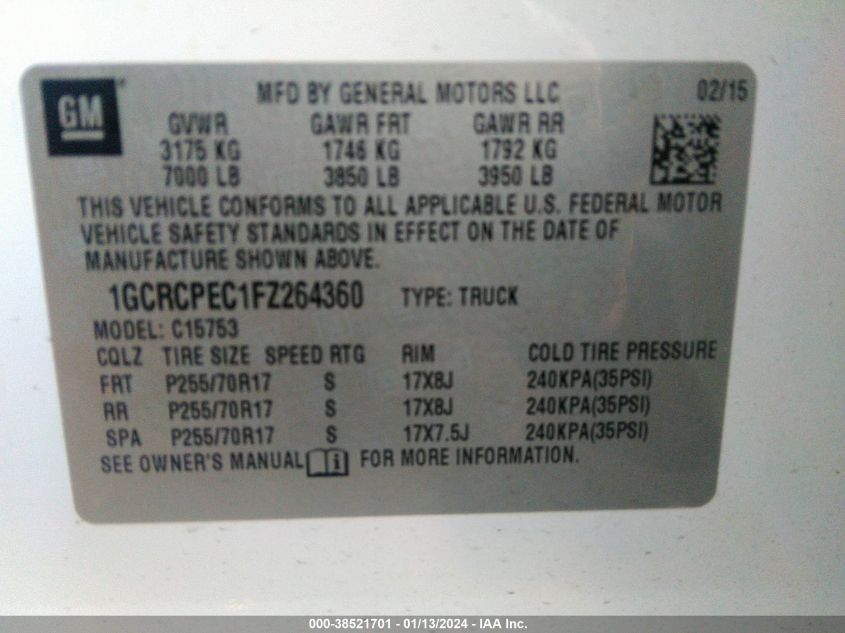 GM MFD BY GENERAL MOTORS LLC 02/15
GVWR GAWR FRT GAWR RR
3175 KG 1746 KG 1792 KG
7000 LB 3850 LB 3950 LB
THIS VEHICLE CONFORMS TO ALL APPLICABLE U.S. FEDERAL MOTOR
VEHICLE SAFETY STANDARDS IN EFFECT ON THE DATE OF
MANUFACTURE SHOWN ABOVE.
1GCRCPEC1FZ264360 TYPE: TRUCK
MODEL: C15753
CQLZ TIRE SIZE SPEED RTG RIM COLD TIRE PRESSURE
FRT P255/70R17 S 17X8J 240KPA(35PSI)
RR P255/70R17 S 17X8J 240KPA(35PSI)
SPA P255/70R17 S 17X7.5J 240KPA(35PSI)
SEE OWNER'S MANUAL i FOR MORE INFORMATION.
000-38521701 - 01/13/2024 - IAA Inc.